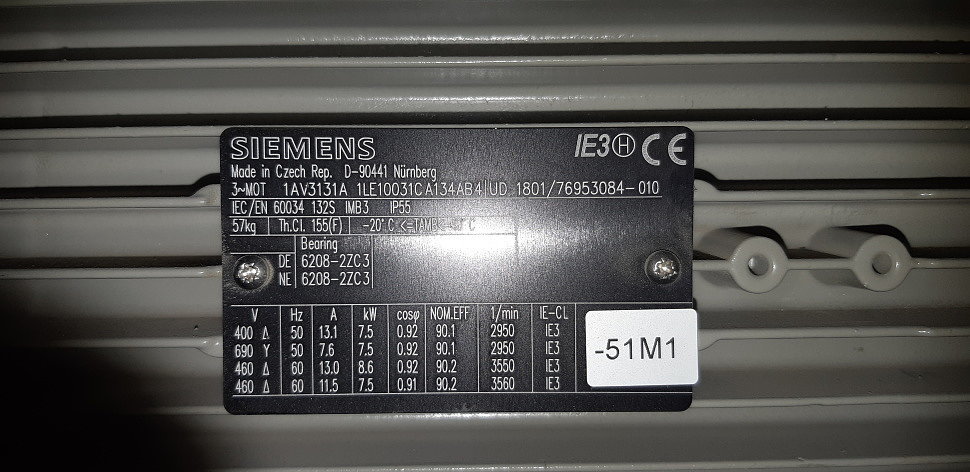 SIEMENS IE3 H CE
Made in Czech Rep. D-90441 Nürnberg
3~MOT 1AV3131A 1LE10031CA134AB4 UD 1801/76953084-010
IEC/EN 60034 132S IMB3 IP55
57kg Th.Cl. 155(F) -20°C <=TAMB °C
Bearing
DE 6208-2ZC3
NE 6208-2ZC3
V Hz A kW cosφ NOM.EFF 1/min IE-CL
400 Δ 50 13.1 7.5 0.92 90.1 2950 IE3
690 Y 50 7.6 7.5 0.92 90.1 2950 IE3
460 Δ 60 13.0 8.6 0.92 90.2 3550 IE3
460 Δ 60 11.5 7.5 0.91 90.2 3560 IE3
-51M1